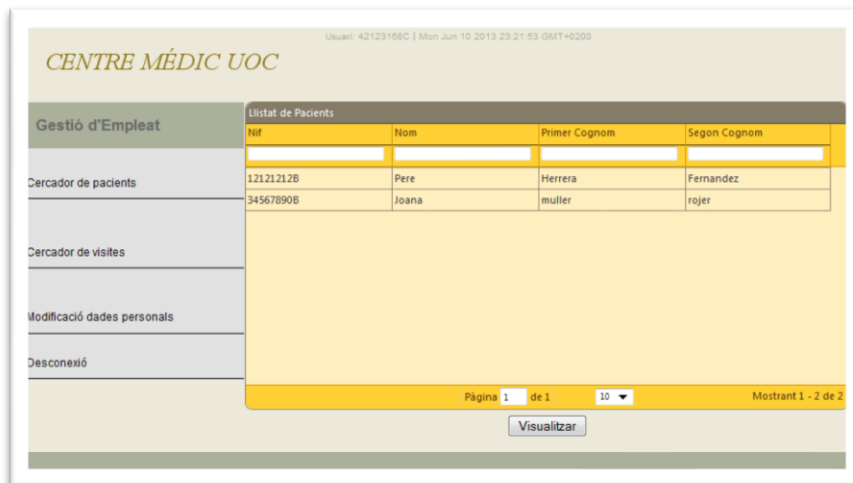 Usuari: 42123168C | Mon Jun 10 2013 23:21:53 GMT+0200
CENTRE MÉDIC UOC
Gestió d'Empleat
Cercador de pacients
Cercador de visites
Modificació dades personals
Desconexió
Llistat de Pacients
Nif Nom Primer Cognom Segon Cognom
12121212B Pere Herrera Fernandez
34567890B Joana muller rojer
Pàgina 1 de 1 10 Mostrant 1 - 2 de 2
Visualitzar